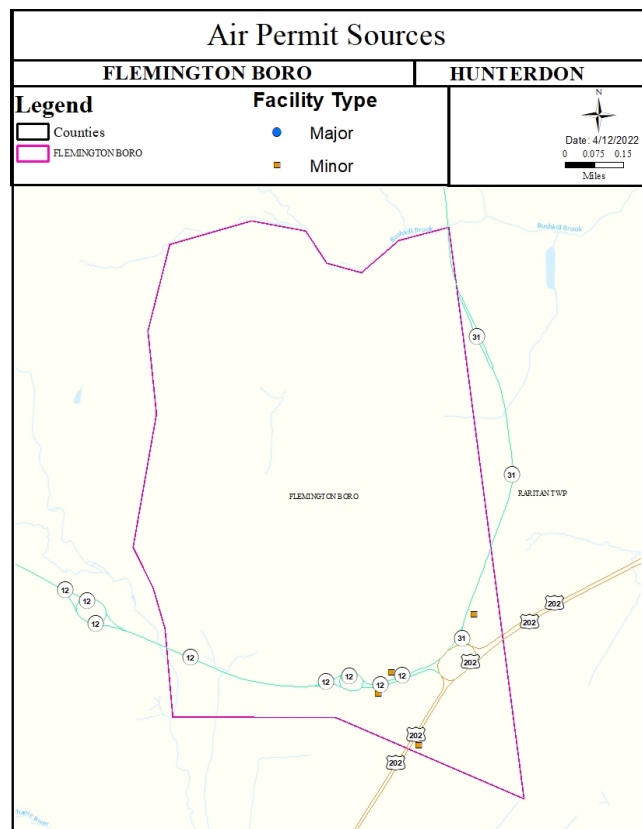 Air Permit Sources
FLEMINGTON BORO
HUNTERDON
Legend
Counties
FLEMINGTON BORO
Facility Type
Major
Minor
N
Date: 4/12/2022
0 0.075 0.15
Miles
Bushkill Brook
Bushkill Brook
31
31
FLEMINGTON BORO
RARITAN TWP
12
12
12
202
202
31
12
202
12
12
12
12
202
202
River